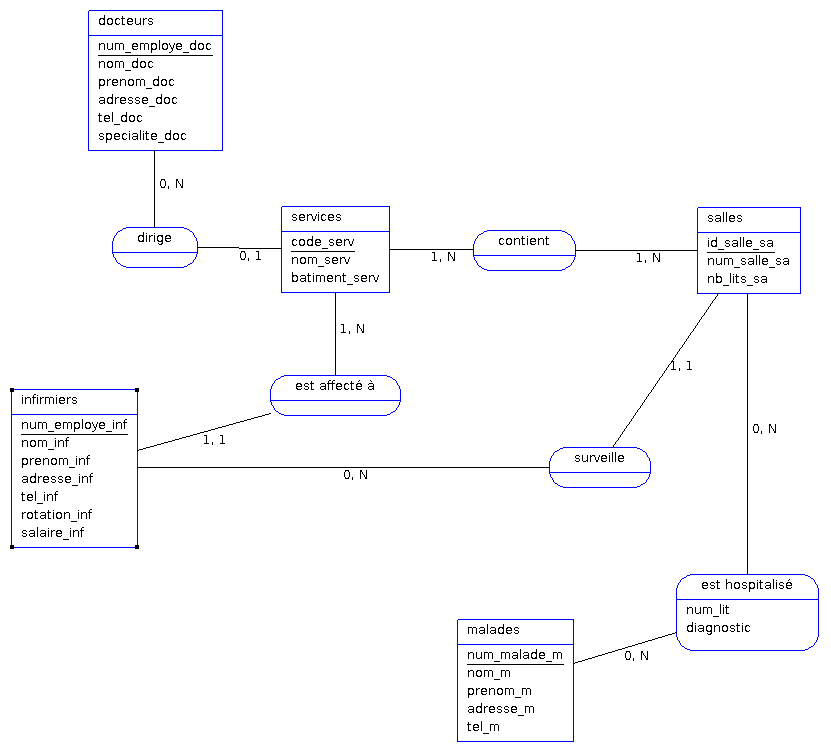 docteurs
num_employe_doc
nom_doc
prenom_doc
adresse_doc
tel_doc
specialite_doc
0, N
dirige
0, 1
services
code_serv
nom_serv
batiment_serv
1, N
contient
1, N
salles
id_salle_sa
num_salle_sa
nb_lits_sa
1, N
est affecté à
1, 1
infirmiers
num_employe_inf
nom_inf
prenom_inf
adresse_inf
tel_inf
rotation_inf
salaire_inf
0, N
surveille
1, 1
0, N
est hospitalisé
num_lit
diagnostic
0, N
malades
num_malade_m
nom_m
prenom_m
adresse_m
tel_m